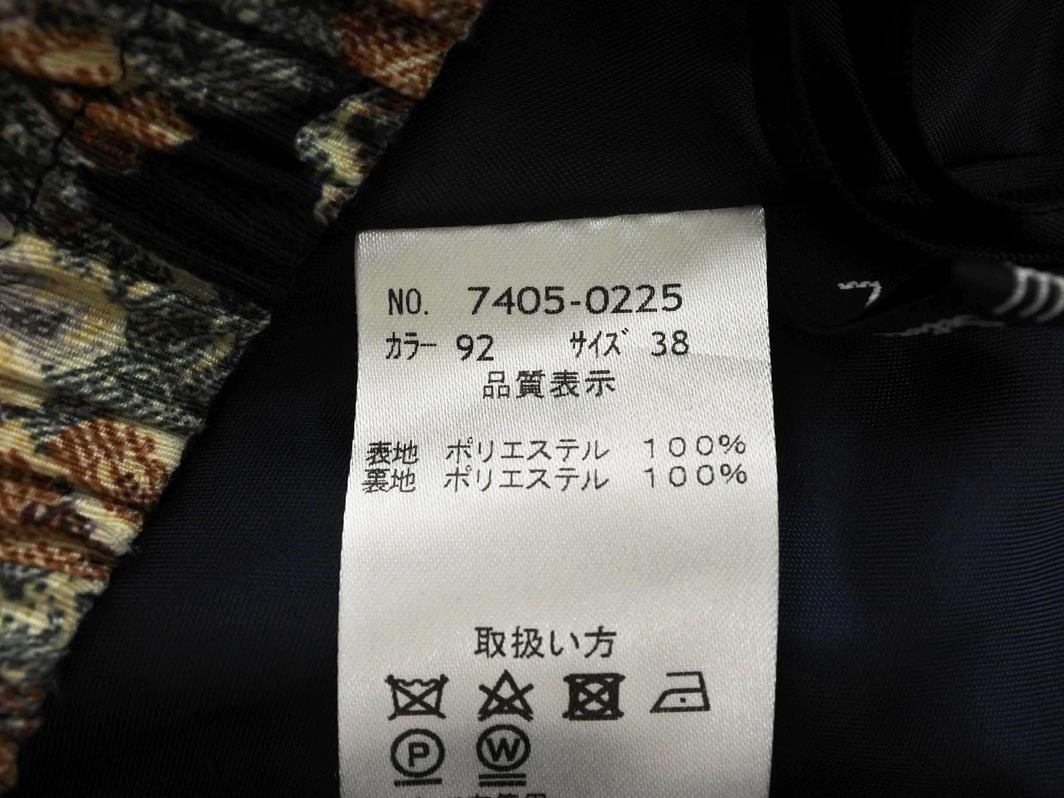 NO. 7405-0225
ｶﾗｰ 92 ｻｲｽﾞ 38
品質表示
表地 ポリエステル １００％
裏地 ポリエステル １００％
取扱い方
P W